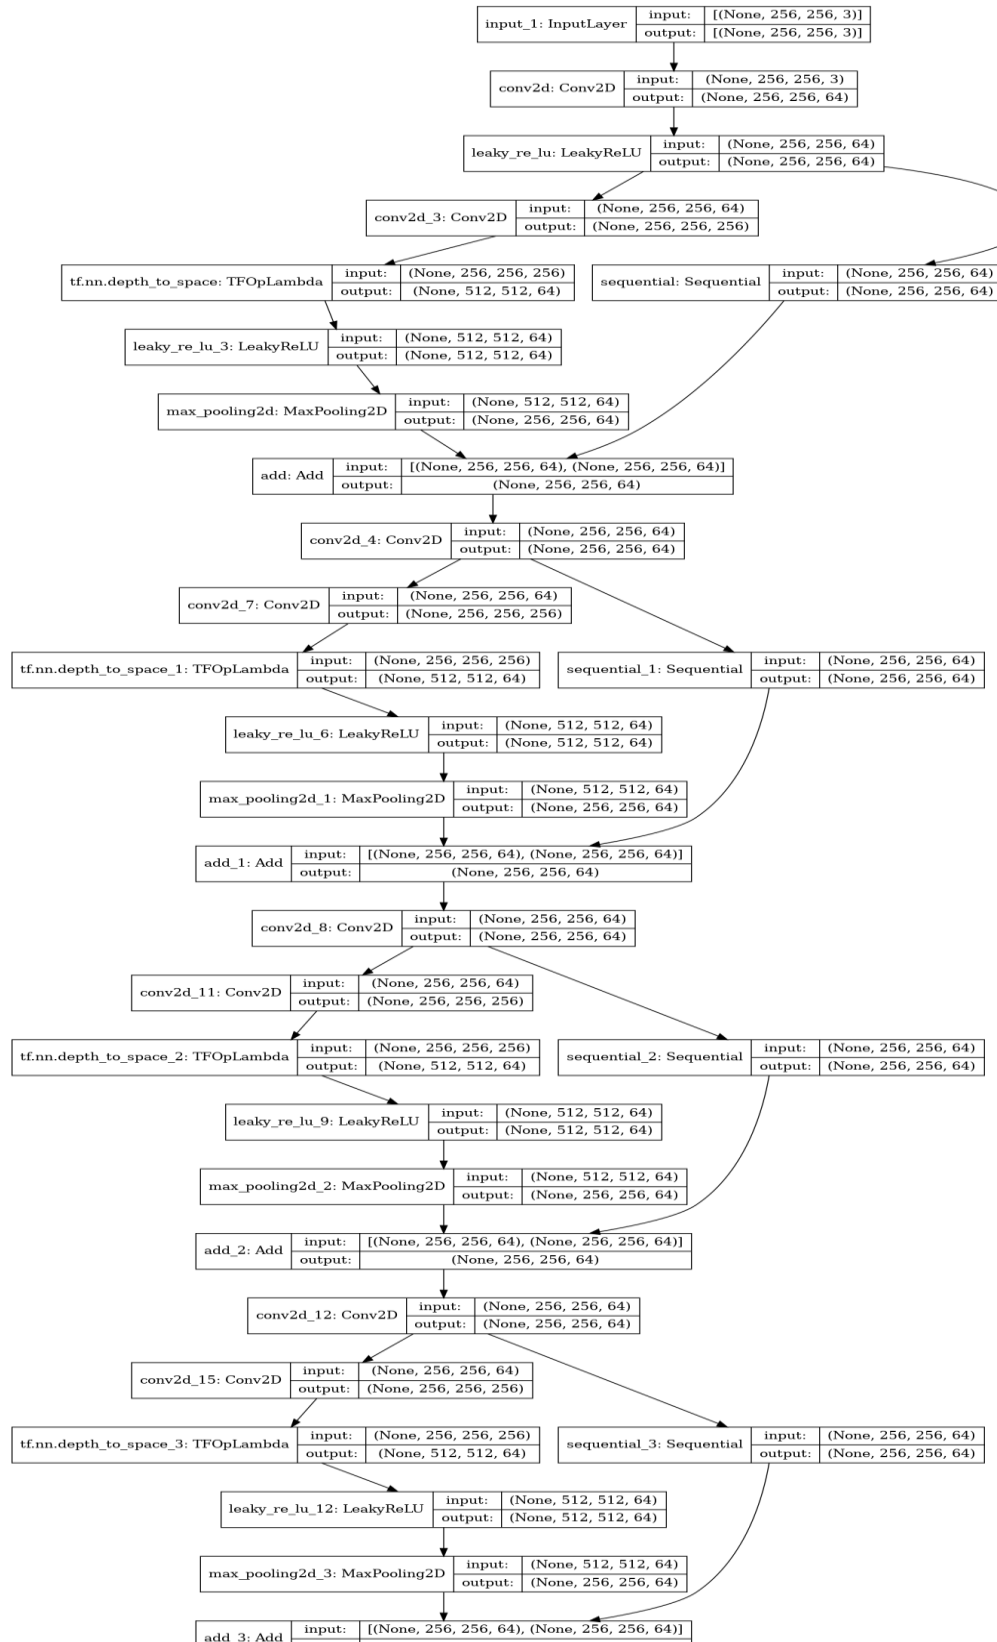 input_1: InputLayer input: [(None, 256, 256, 3)]
output: [(None, 256, 256, 3)]
conv2d: Conv2D input: (None, 256, 256, 3)
output: (None, 256, 256, 64)
leaky_re_lu: LeakyReLU input: (None, 256, 256, 64)
output: (None, 256, 256, 64)
conv2d_3: Conv2D input: (None, 256, 256, 64)
output: (None, 256, 256, 256)
tf.nn.depth_to_space: TFOpLambda input: (None, 256, 256, 256)
output: (None, 512, 512, 64)
sequential: Sequential input: (None, 256, 256, 64)
output: (None, 256, 256, 64)
leaky_re_lu_3: LeakyReLU input: (None, 512, 512, 64)
output: (None, 512, 512, 64)
max_pooling2d: MaxPooling2D input: (None, 512, 512, 64)
output: (None, 256, 256, 64)
add: Add input: [(None, 256, 256, 64), (None, 256, 256, 64)]
output: (None, 256, 256, 64)
conv2d_4: Conv2D input: (None, 256, 256, 64)
output: (None, 256, 256, 64)
conv2d_7: Conv2D input: (None, 256, 256, 64)
output: (None, 256, 256, 256)
tf.nn.depth_to_space_1: TFOpLambda input: (None, 256, 256, 256)
output: (None, 512, 512, 64)
sequential_1: Sequential input: (None, 256, 256, 64)
output: (None, 256, 256, 64)
leaky_re_lu_6: LeakyReLU input: (None, 512, 512, 64)
output: (None, 512, 512, 64)
max_pooling2d_1: MaxPooling2D input: (None, 512, 512, 64)
output: (None, 256, 256, 64)
add_1: Add input: [(None, 256, 256, 64), (None, 256, 256, 64)]
output: (None, 256, 256, 64)
conv2d_8: Conv2D input: (None, 256, 256, 64)
output: (None, 256, 256, 64)
conv2d_11: Conv2D input: (None, 256, 256, 64)
output: (None, 256, 256, 256)
tf.nn.depth_to_space_2: TFOpLambda input: (None, 256, 256, 256)
output: (None, 512, 512, 64)
sequential_2: Sequential input: (None, 256, 256, 64)
output: (None, 256, 256, 64)
leaky_re_lu_9: LeakyReLU input: (None, 512, 512, 64)
output: (None, 512, 512, 64)
max_pooling2d_2: MaxPooling2D input: (None, 512, 512, 64)
output: (None, 256, 256, 64)
add_2: Add input: [(None, 256, 256, 64), (None, 256, 256, 64)]
output: (None, 256, 256, 64)
conv2d_12: Conv2D input: (None, 256, 256, 64)
output: (None, 256, 256, 64)
conv2d_15: Conv2D input: (None, 256, 256, 64)
output: (None, 256, 256, 256)
tf.nn.depth_to_space_3: TFOpLambda input: (None, 256, 256, 256)
output: (None, 512, 512, 64)
sequential_3: Sequential input: (None, 256, 256, 64)
output: (None, 256, 256, 64)
leaky_re_lu_12: LeakyReLU input: (None, 512, 512, 64)
output: (None, 512, 512, 64)
max_pooling2d_3: MaxPooling2D input: (None, 512, 512, 64)
output: (None, 256, 256, 64)
add_3: Add input: [(None, 256, 256, 64), (None, 256, 256, 64)]